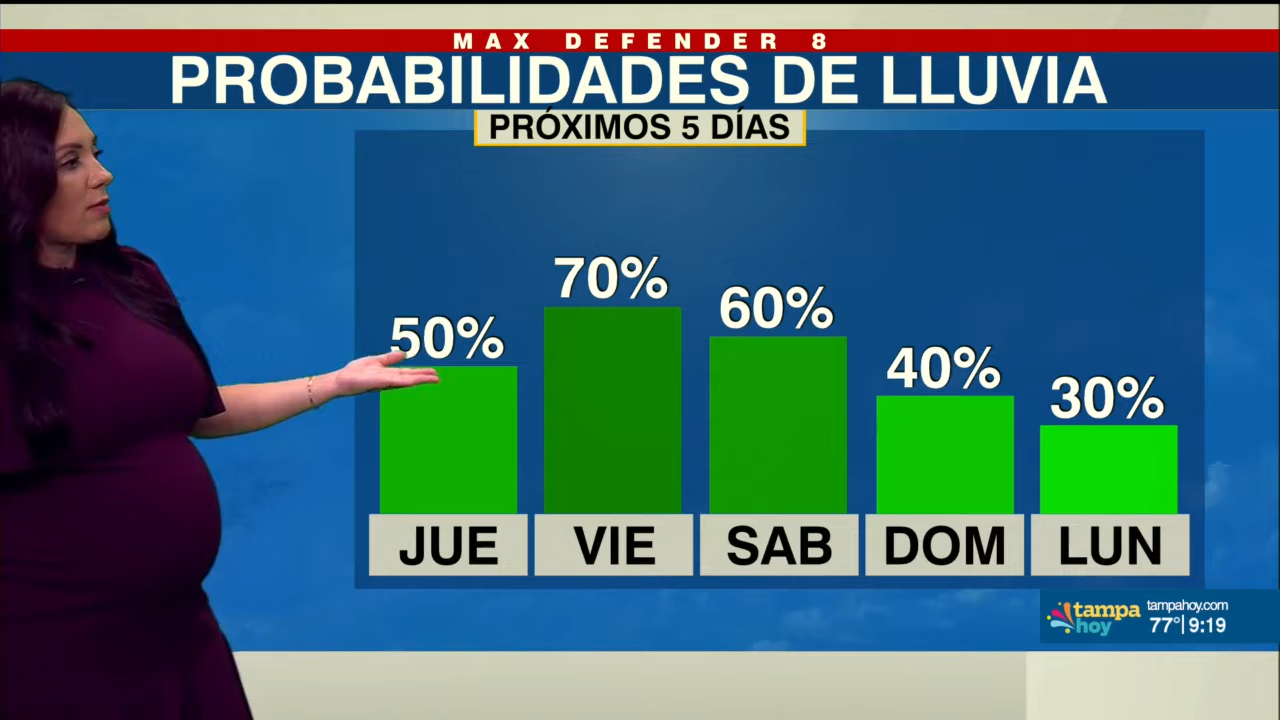 MAX DEFENDER 8
PROBABILIDADES DE LLUVIA
PRÓXIMOS 5 DÍAS
50%
70%
60%
40%
30%
JUE
VIE
SAB
DOM
LUN
tampa hoy
tampahoy.com
77° | 9:19